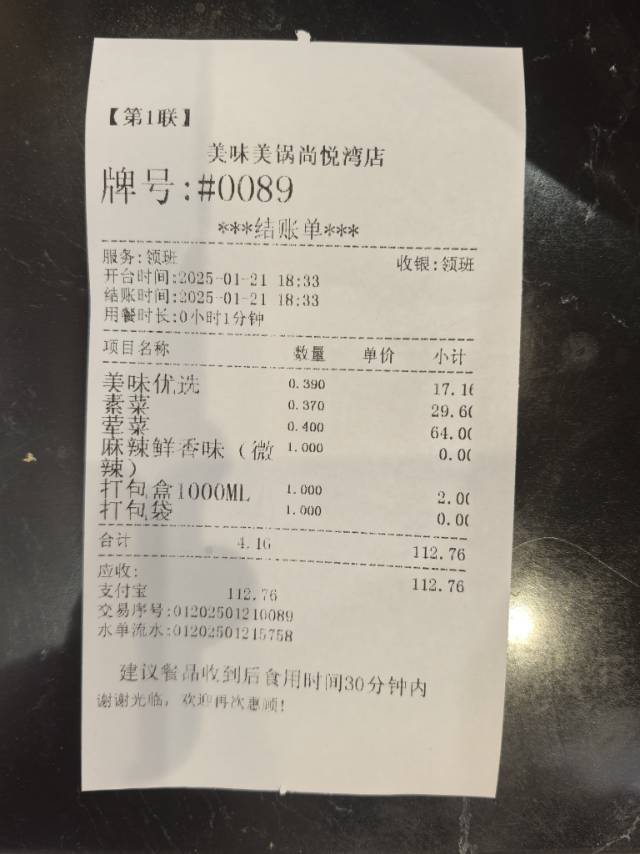 【第1联】
美味美锅尚悦湾店
牌号:#0089
***结账单***
服务:领班 收银:领班
开台时间:2025-01-21 18:33
结账时间:2025-01-21 18:33
用餐时长:0小时1分钟
项目名称 数量 单价 小计
美味优选 0.390 17.16
素菜 0.370 29.60
荤菜 0.400 64.00
麻辣鲜香味（微 1.000 0.00
辣）
打包盒1000ML 1.000 2.00
打包袋 1.000 0.00
合计 4.16 112.76
应收: 112.76
支付宝 112.76
交易序号:01202501210089
水单流水:01202501215758
建议餐品收到后食用时间30分钟内
谢谢光临，欢迎再次惠顾!